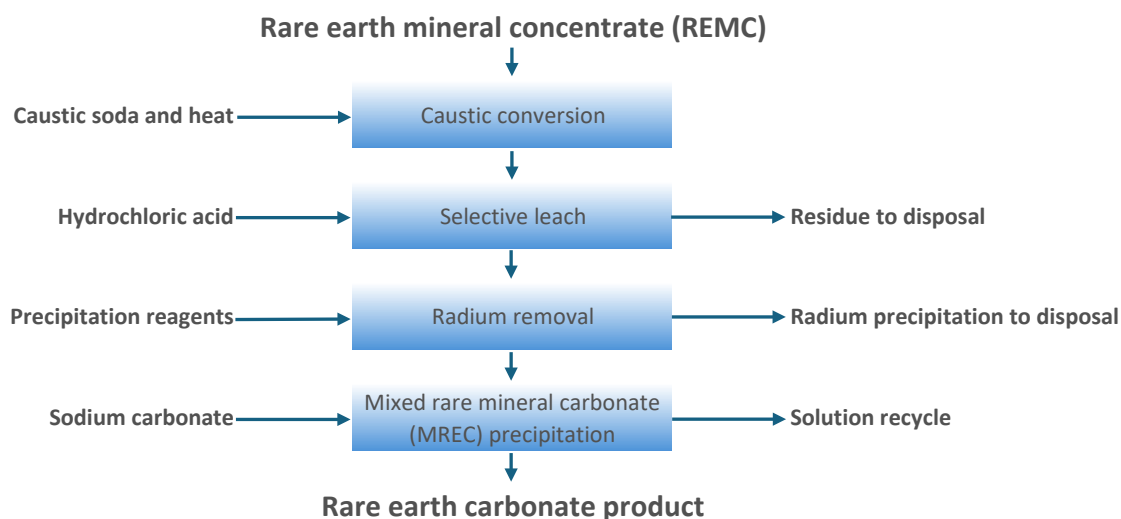 Rare earth mineral concentrate (REMC)
Caustic soda and heat
Caustic conversion
Hydrochloric acid
Selective leach
Residue to disposal
Precipitation reagents
Radium removal
Radium precipitation to disposal
Sodium carbonate
Mixed rare mineral carbonate
(MREC) precipitation
Solution recycle
Rare earth carbonate product